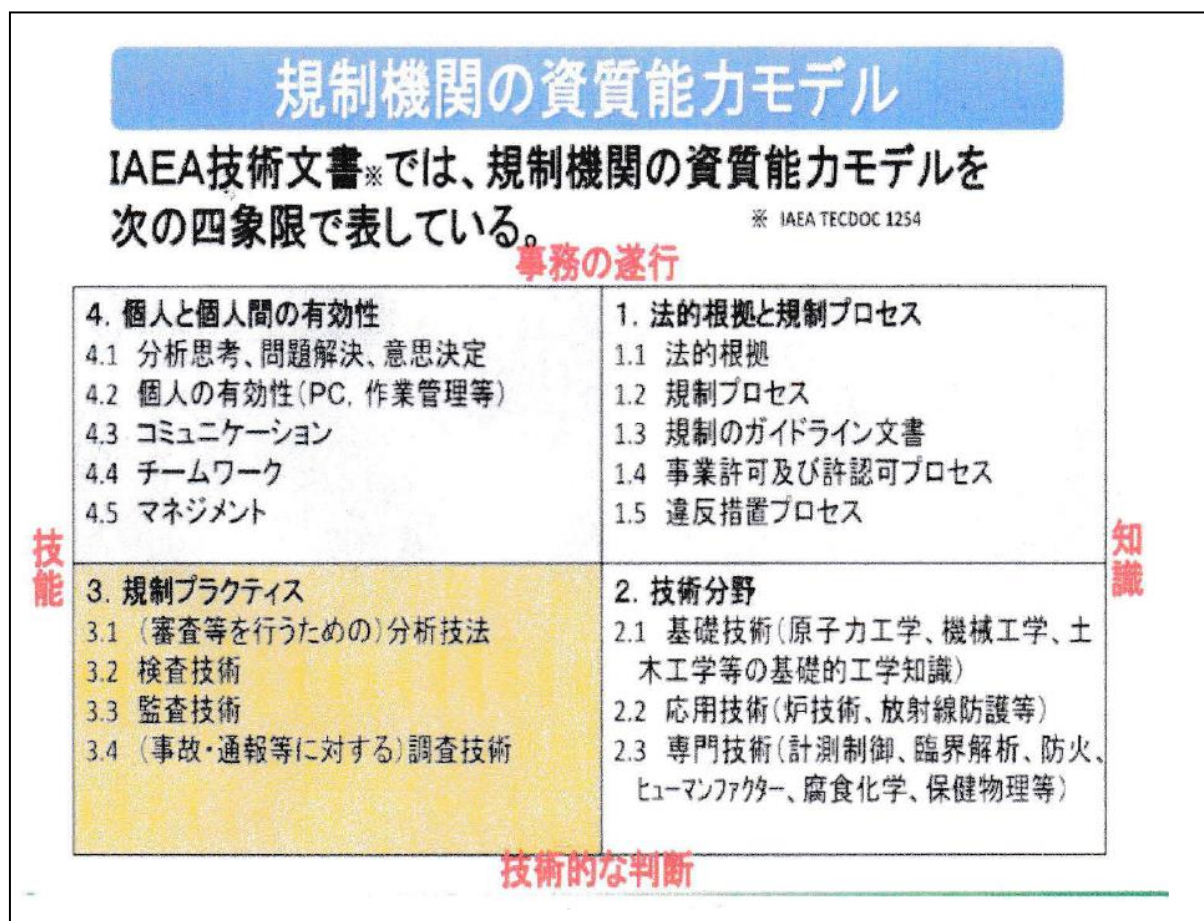 規制機関の資質能力モデル
IAEA技術文書※では、規制機関の資質能力モデルを
次の四象限で表している。
※ IAEA TECDOC 1254
事務の遂行
4. 個人と個人間の有効性
4.1 分析思考、問題解決、意思決定
4.2 個人の有効性(PC, 作業管理等)
4.3 コミュニケーション
4.4 チームワーク
4.5 マネジメント
1. 法的根拠と規制プロセス
1.1 法的根拠
1.2 規制プロセス
1.3 規制のガイドライン文書
1.4 事業許可及び許認可プロセス
1.5 違反措置プロセス
技能
知識
3. 規制プラクティス
3.1 (審査等を行うための)分析技法
3.2 検査技術
3.3 監査技術
3.4 (事故・通報等に対する)調査技術
2. 技術分野
2.1 基礎技術(原子力工学、機械工学、土
木工学等の基礎的工学知識)
2.2 応用技術(炉技術、放射線防護等)
2.3 専門技術(計測制御、臨界解析、防火、
ヒューマンファクター、腐食化学、保健物理等)
技術的な判断